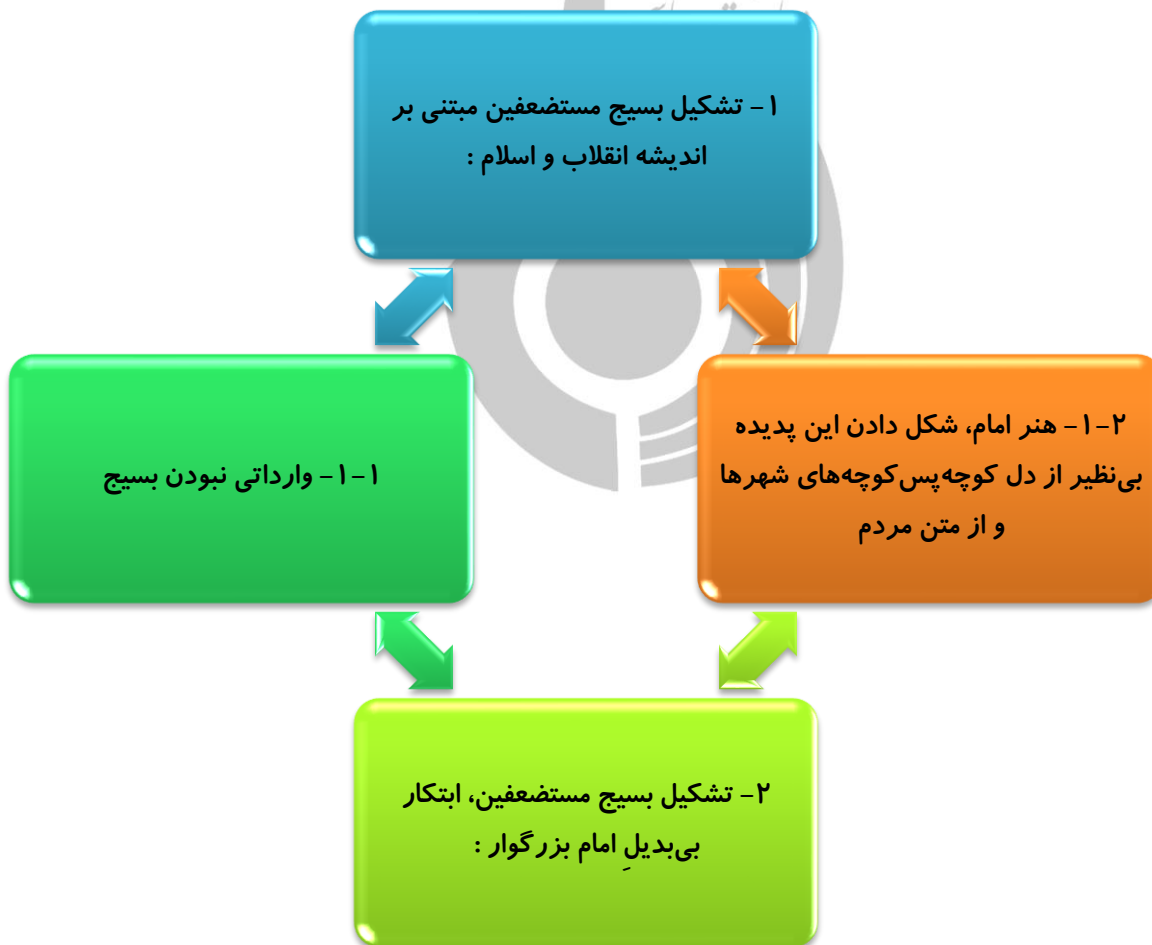 ۱- تشکیل بسیج مستضعفین مبتنی بر
اندیشه انقلاب و اسلام :
۱-۲- هنر امام، شکل دادن این پدیده
بی‌نظیر از دل کوچه‌پس‌کوچه‌های شهرها
و از متن مردم
۱-۱- وارداتی نبودن بسیج
۲- تشکیل بسیج مستضعفین، ابتکار
بی‌بدیلِ امام بزرگوار :